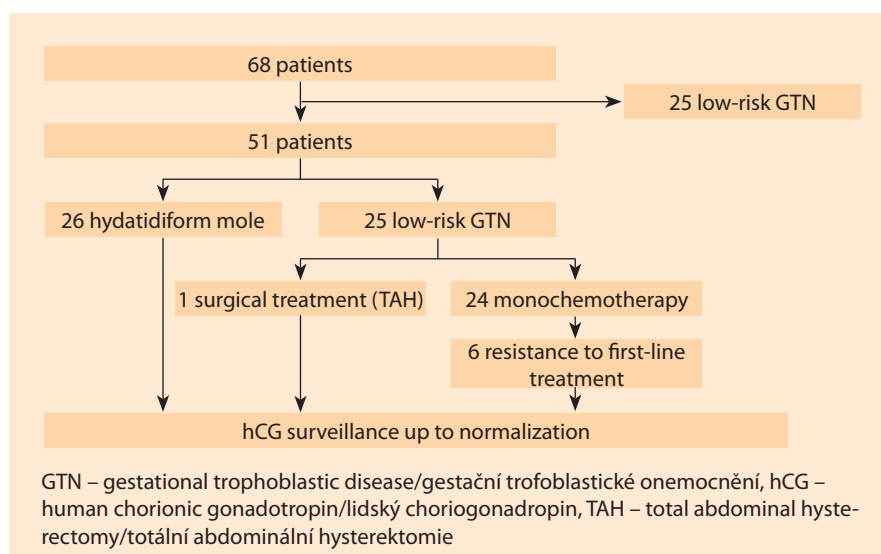 68 patients
25 low-risk GTN
51 patients
26 hydatidiform mole
25 low-risk GTN
1 surgical treatment (TAH)
24 monochemotherapy
6 resistance to first-line
treatment
hCG surveillance up to normalization
GTN – gestational trophoblastic disease/gestační trofoblastické onemocnění, hCG –
human chorionic gonadotropin/lidský choriogonadropin, TAH – total abdominal hyste-
rectomy/totální abdominální hysterektomie